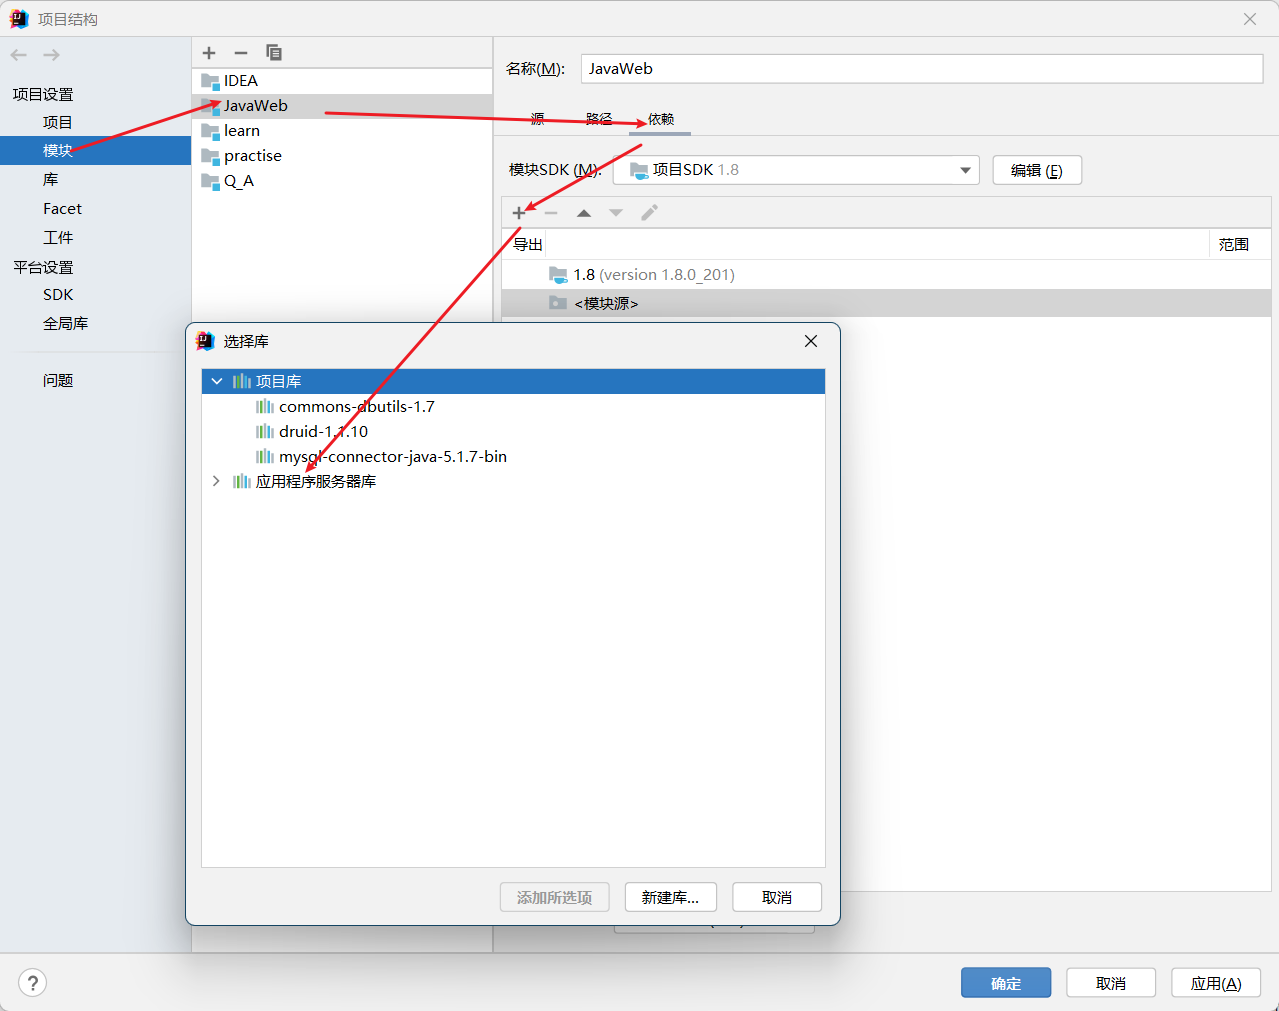 项目结构
项目设置
项目
模块
库
Facet
工件
平台设置
SDK
全局库
问题
IDEA
JavaWeb
learn
practise
Q_A
名称(M):
JavaWeb
源
路径
依赖
模块SDK (M):
项目SDK 1.8
编辑 (E)
导出
范围
1.8 (version 1.8.0_201)
<模块源>
选择库
项目库
commons-dbutils-1.7
druid-1.1.10
mysql-connector-java-5.1.7-bin
应用程序服务器库
添加所选项
新建库...
取消
?
确定
取消
应用(A)